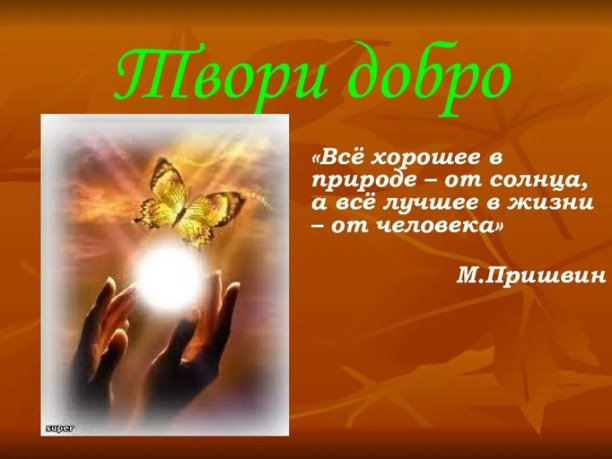 Твори добро
«Всё хорошее в
природе – от солнца,
а всё лучшее в жизни
– от человека»
М.Пришвин
super